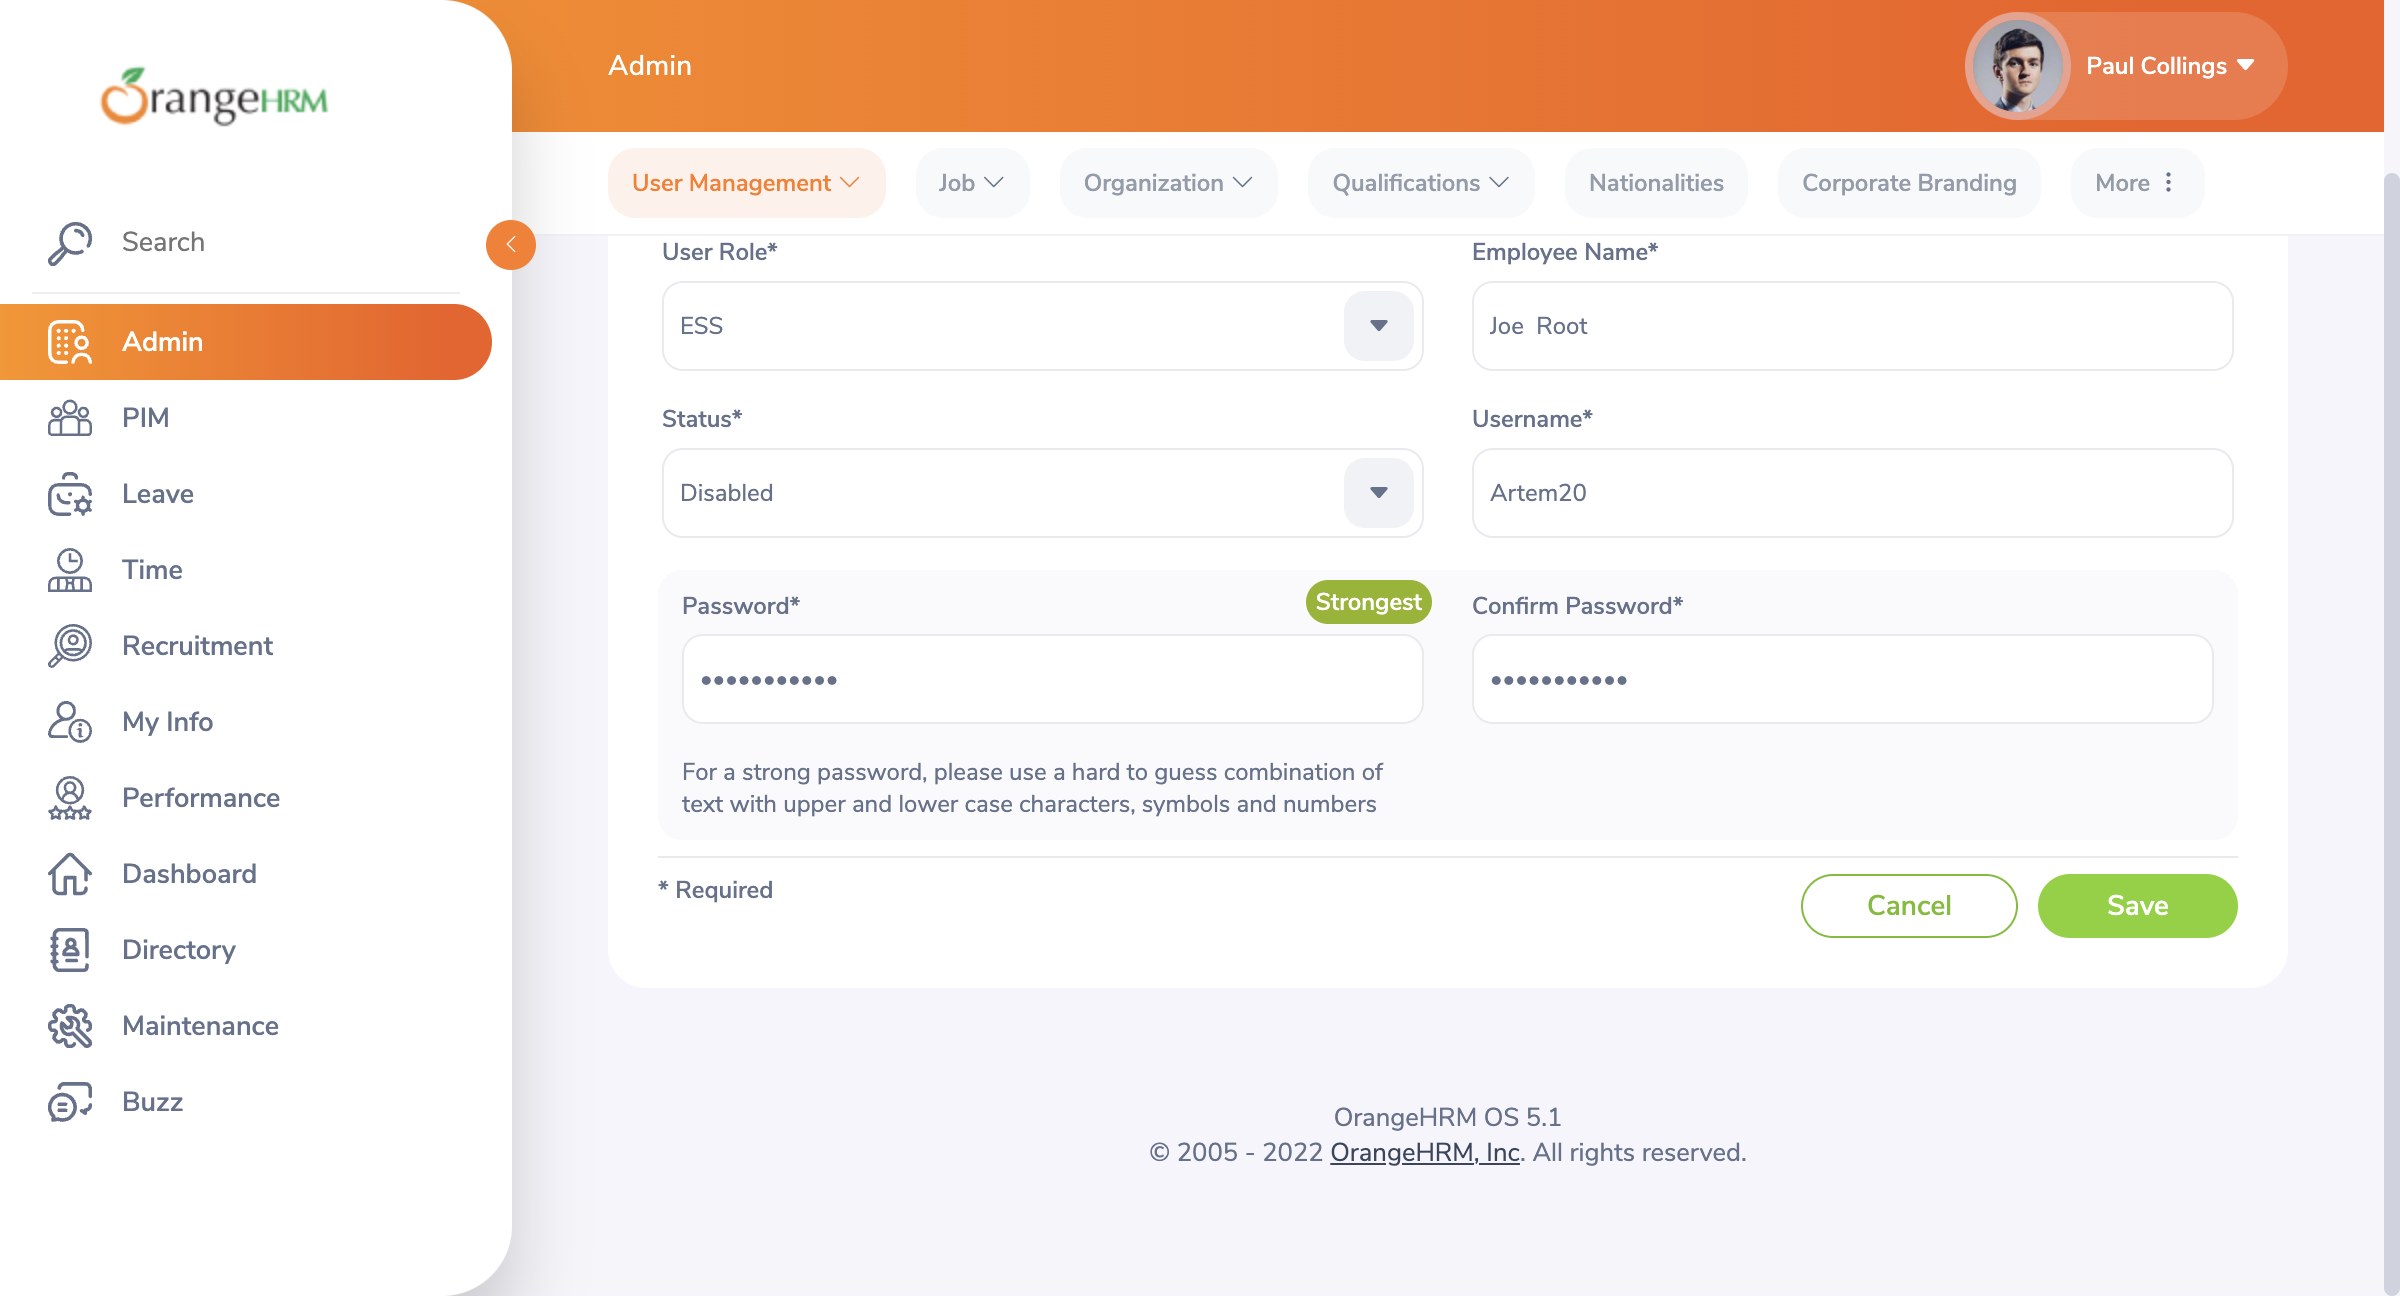 OrangeHRM
Search
Admin
PIM
Leave
Time
Recruitment
My Info
Performance
Dashboard
Directory
Maintenance
Buzz
Admin
Paul Collings
User Management
Job
Organization
Qualifications
Nationalities
Corporate Branding
More
User Role*
Employee Name*
ESS
Joe  Root
Status*
Username*
Disabled
Artem20
Password*
Strongest
Confirm Password*
•••••••••••
•••••••••••
For a strong password, please use a hard to guess combination of
text with upper and lower case characters, symbols and numbers
* Required
Cancel
Save
OrangeHRM OS 5.1
© 2005 - 2022 OrangeHRM, Inc. All rights reserved.